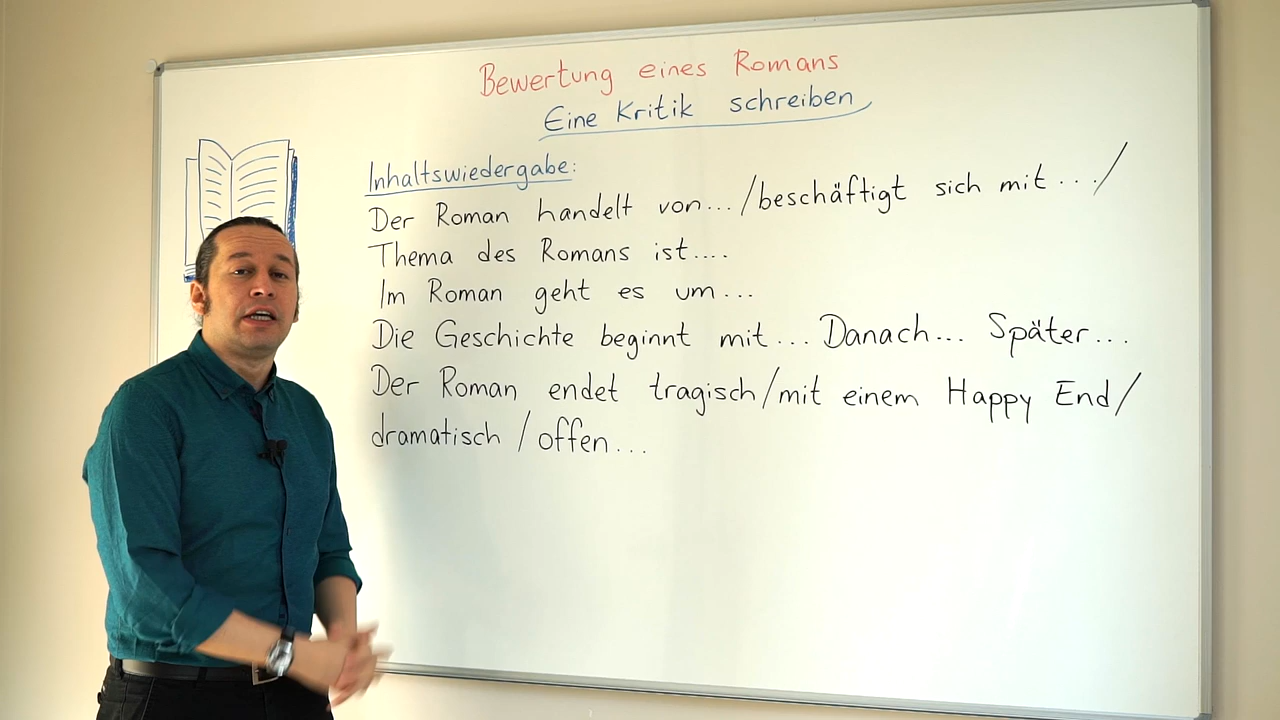 Bewertung eines Romans
Eine Kritik schreiben
Inhaltswiedergabe:
Der Roman handelt von... /beschäftigt sich mit .../
Thema des Romans ist....
Im Roman geht es um...
Die Geschichte beginnt mit... Danach... Später...
Der Roman endet tragisch/mit einem Happy End/
dramatisch / offen...